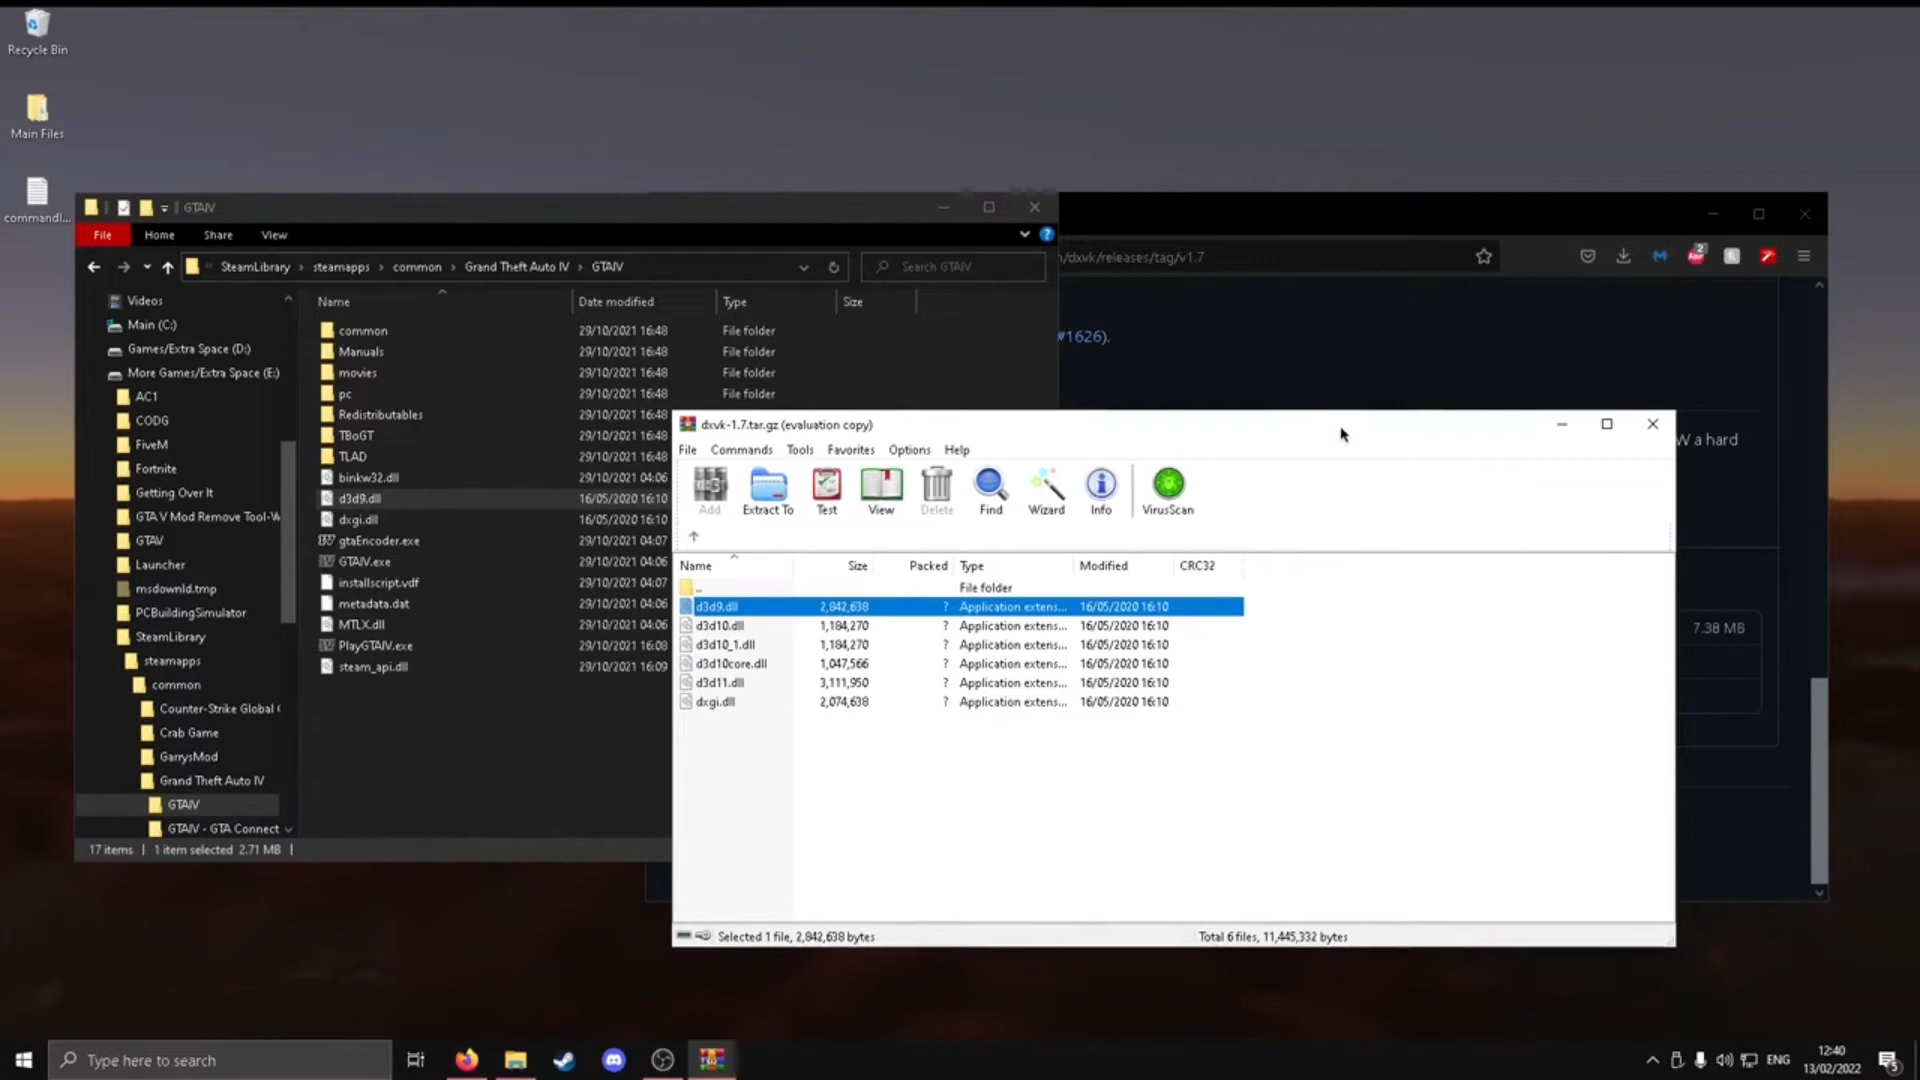 Recycle Bin
Main Files
commandl...
GTAIV
File Home Share View
SteamLibrary › steamapps › common › Grand Theft Auto IV › GTAIV
Search GTAIV
Name Date modified Type Size
Videos
Main (C:)
Games/Extra Space (D:)
More Games/Extra Space (E:)
AC1
CODG
FiveM
Fortnite
Getting Over It
GTA V Mod Remove Tool-W
GTAV
Launcher
msdownld.tmp
PCBuildingSimulator
SteamLibrary
steamapps
common
Counter-Strike Global
Crab Game
GarrysMod
Grand Theft Auto IV
GTAIV
GTAIV - GTA Connect
common 29/10/2021 16:48 File folder
Manuals 29/10/2021 16:48 File folder
movies 29/10/2021 16:48 File folder
pc 29/10/2021 16:48 File folder
Redistributables 29/10/2021 16:48
TBoGT 29/10/2021 16:48
TLAD 29/10/2021 16:48
binkw32.dll 29/10/2021 04:06
d3d9.dll 16/05/2020 16:10
dxgi.dll 16/05/2020 16:10
gtaEncoder.exe 29/10/2021 04:07
GTAIV.exe 29/10/2021 04:06
installscript.vdf 29/10/2021 04:07
metadata.dat 29/10/2021 04:06
MTLX.dll 29/10/2021 04:06
PlayGTAIV.exe 29/10/2021 16:08
steam_api.dll 29/10/2021 16:09
17 items 1 item selected 2.71 MB
/dxvk/releases/tag/v1.7
2
#1626).
W a hard
7.38 MB
dxvk-1.7.tar.gz (evaluation copy)
File Commands Tools Favorites Options Help
Add Extract To Test View Delete Find Wizard Info VirusScan
Name Size Packed Type Modified CRC32
.. File folder
d3d9.dll 2,842,638 ? Application extens... 16/05/2020 16:10
d3d10.dll 1,184,270 ? Application extens... 16/05/2020 16:10
d3d10_1.dll 1,184,270 ? Application extens... 16/05/2020 16:10
d3d10core.dll 1,047,566 ? Application extens... 16/05/2020 16:10
d3d11.dll 3,111,950 ? Application extens... 16/05/2020 16:10
dxgi.dll 2,074,638 ? Application extens... 16/05/2020 16:10
Selected 1 file, 2,842,638 bytes
Total 6 files, 11,445,332 bytes
Type here to search
ENG
12:40
13/02/2022
5